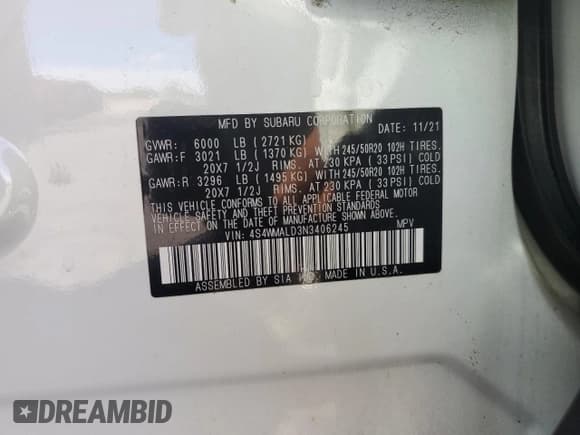 MFD BY SUBARU CORPORATION DATE: 11/21
GVWR: 6000 LB (2721KG)
GAWR:F 3021 LB (1370 KG) WITH 245/50R20 102H TIRES.
20X7 1/2J RIMS. AT 230 KPA (33PSI) COLD
GAWR:R 3296 LB (1495 KG) WITH 245/50R20 102H TIRES.
20X7 1/2J RIMS. AT 230 KPA (33PSI) COLD
THIS VEHICLE CONFORMS TO ALL APPLICABLE FEDERAL MOTOR
VEHICLE SAFETY AND THEFT PREVENTION STANDARDS
IN EFFECT ON THE DATE OF MANUFACTURE SHOWN ABOVE.
VIN: 4S4WMALD3N3406245 MPV
ASSEMBLED BY SIA INC. MADE IN U.S.A.
DREAMBID